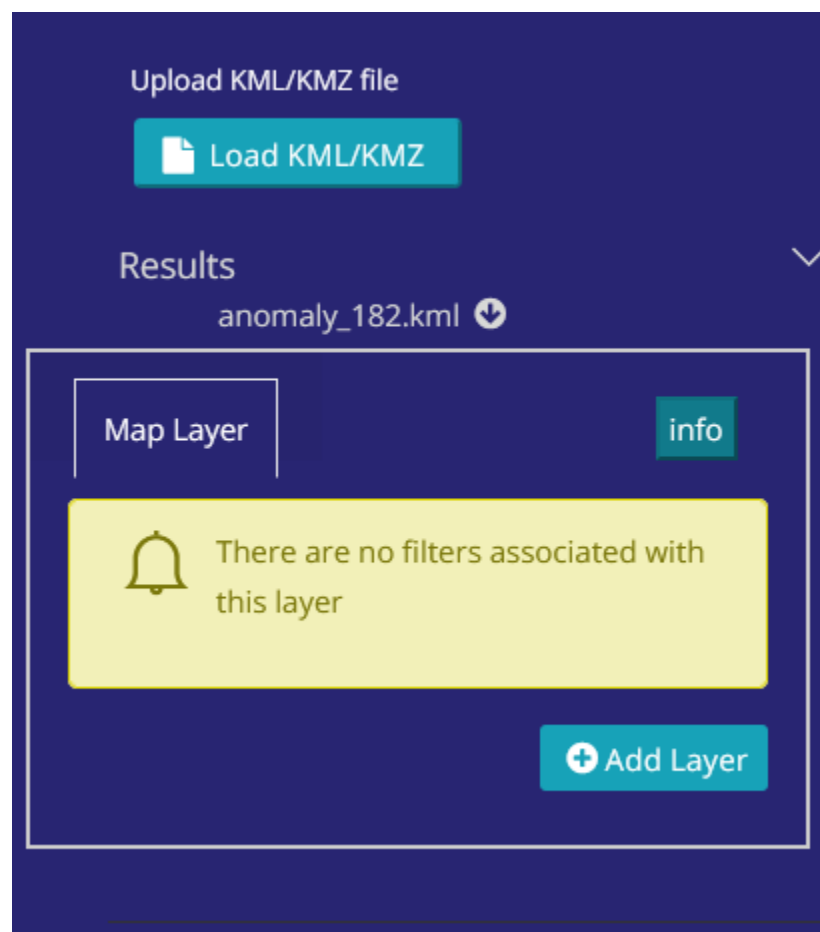 Upload KML/KMZ file
Load KML/KMZ
Results
anomaly_182.kml
Map Layer
info
There are no filters associated with
this layer
Add Layer